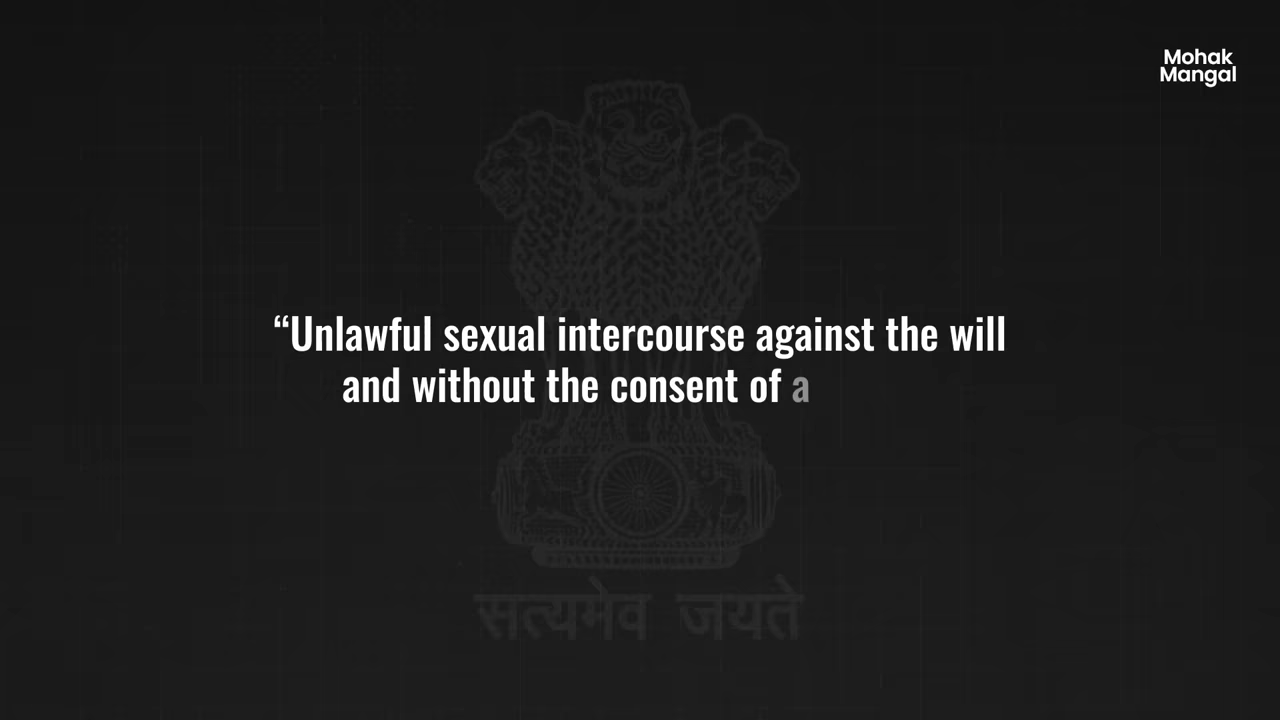 Mohak
Mangal
“Unlawful sexual intercourse against the will
and without the consent of a
सत्यमेव जयते